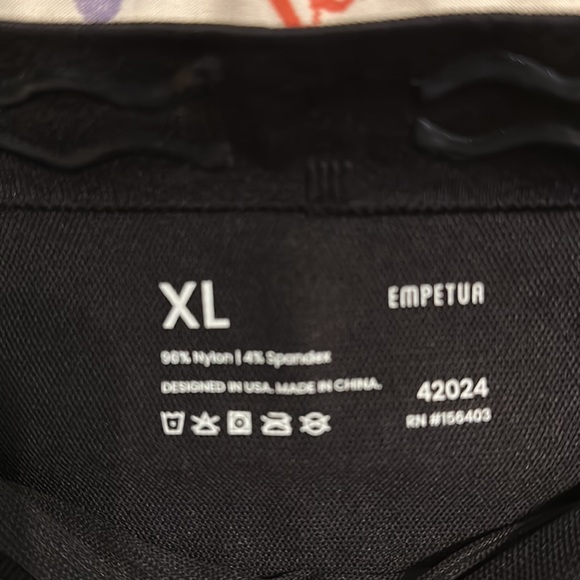 XL
EMPETUA
96% Nylon | 4% Spandex
DESIGNED IN USA. MADE IN CHINA.
42024
RN #156403